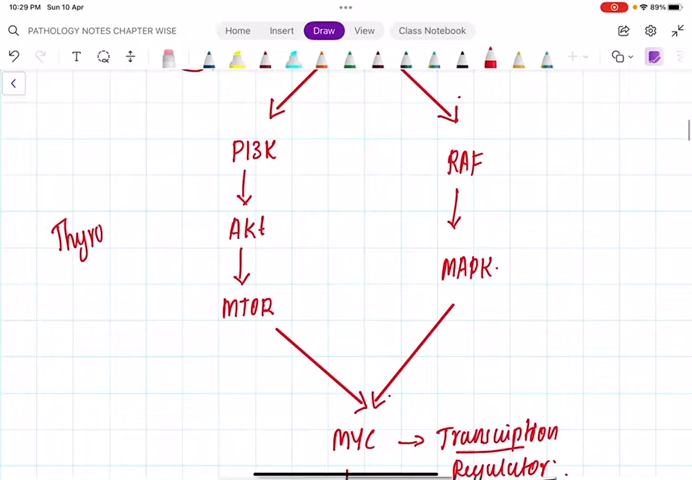 10:29 PM Sun 10 Apr
89%
PATHOLOGY NOTES CHAPTER WISE
Home Insert Draw View Class Notebook
PI3K
RAF
Thyro
AKt
MAPK.
MTOR
MYC → Transcription
Regulator.